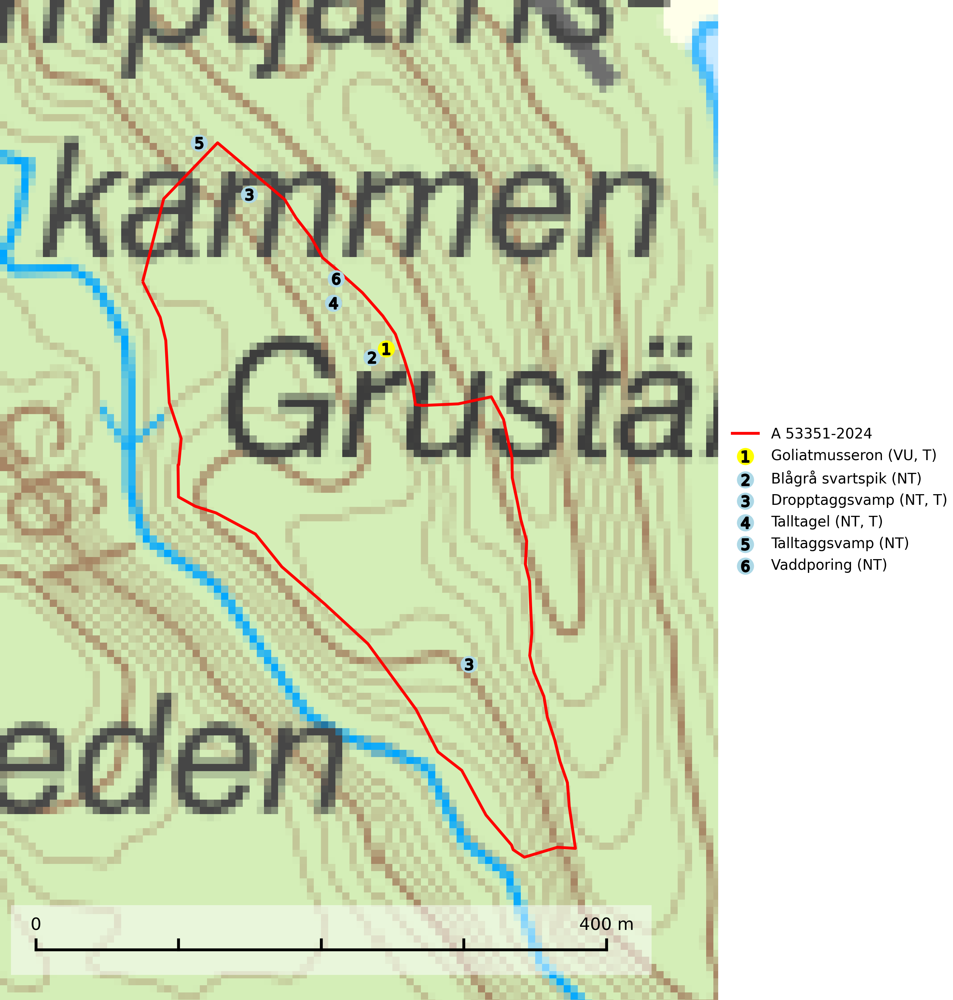 kammen
5
3
6
4
1
2
Grustä
3
eden
0 400 m
A 53351-2024
1 Goliatmusseron (VU, T)
2 Blågrå svartspik (NT)
3 Dropptaggsvamp (NT, T)
4 Talltagel (NT, T)
5 Talltaggsvamp (NT)
6 Vaddporing (NT)